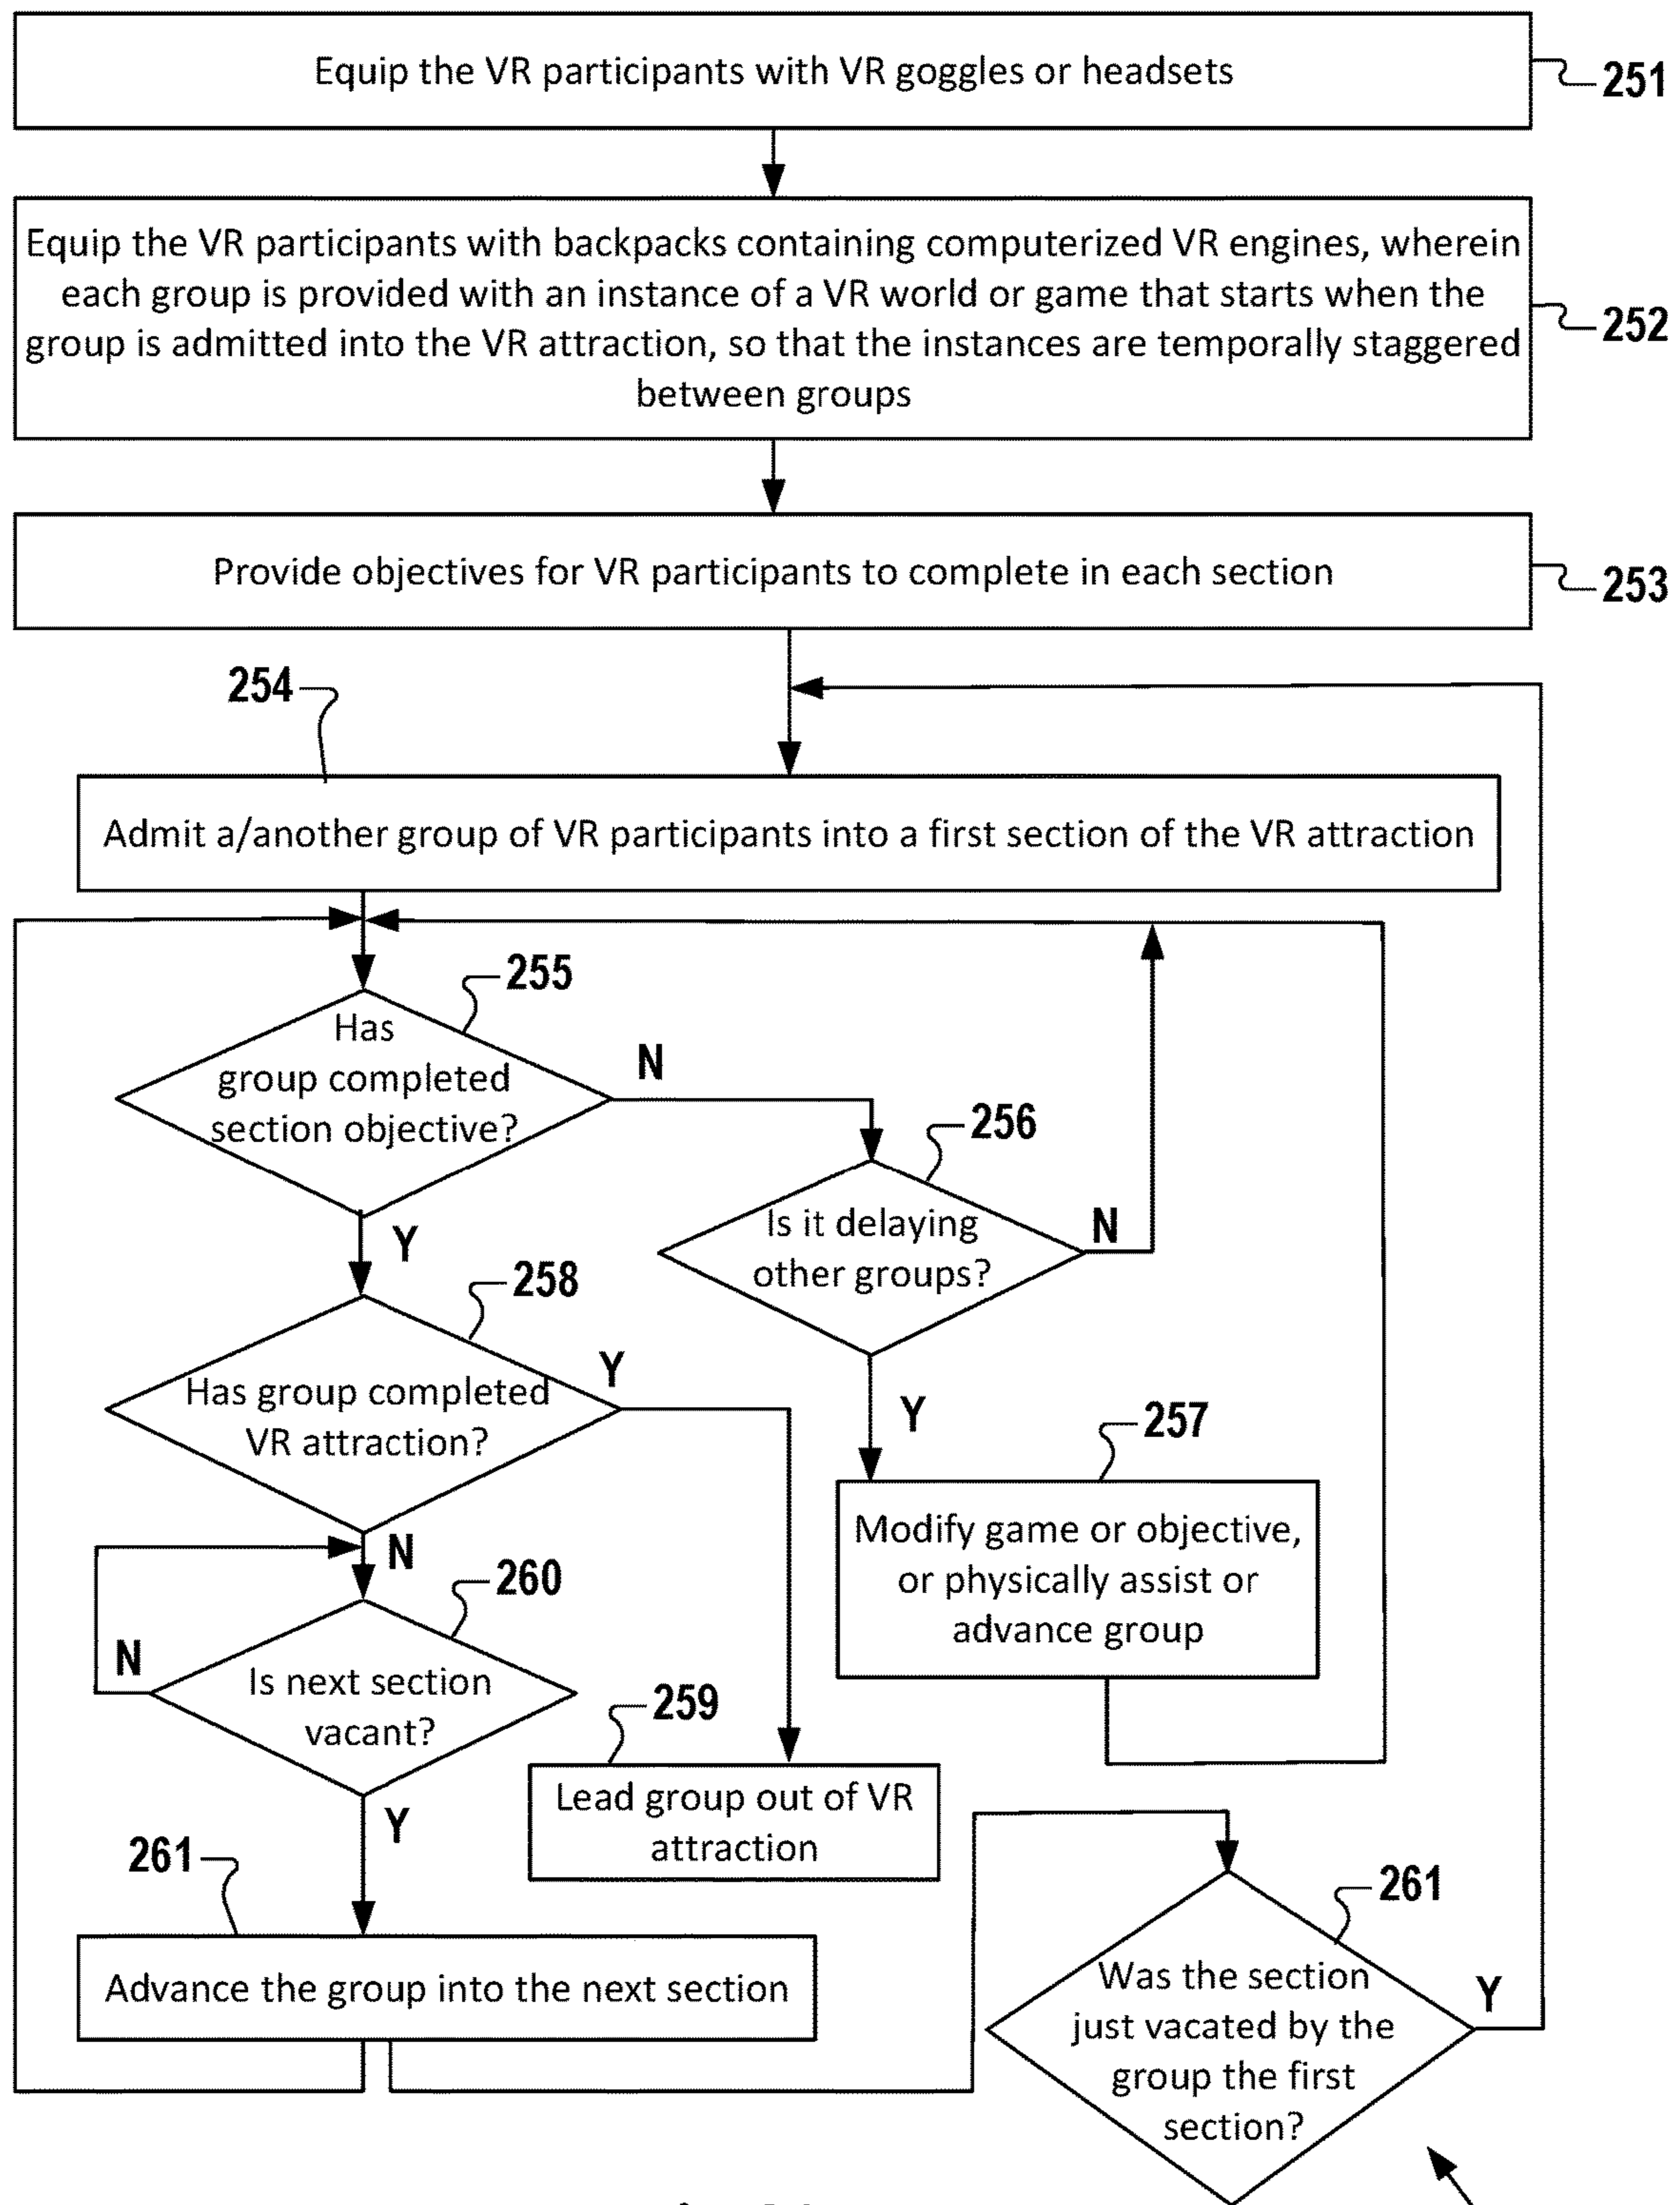 Equip the VR participants with VR goggles or headsets
251
Equip the VR participants with backpacks containing computerized VR engines, wherein
each group is provided with an instance of a VR world or game that starts when the
group is admitted into the VR attraction, so that the instances are temporally staggered
between groups
252
Provide objectives for VR participants to complete in each section
253
254
Admit a/another group of VR participants into a first section of the VR attraction
255
Has
group completed
section objective?
N
Y
256
Is it delaying
other groups?
N
Y
257
Modify game or objective,
or physically assist or
advance group
258
Has group completed
VR attraction?
Y
N
259
Lead group out of VR
attraction
260
Is next section
vacant?
N
Y
261
Advance the group into the next section
261
Was the section
just vacated by the
group the first
section?
Y